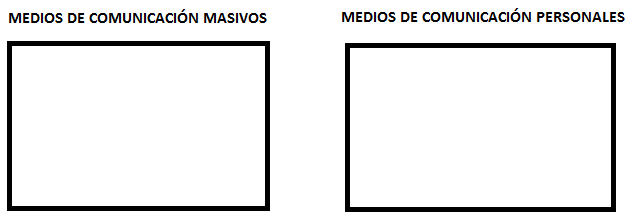 MEDIOS DE COMUNICACIÓN MASIVOS
MEDIOS DE COMUNICACIÓN PERSONALES